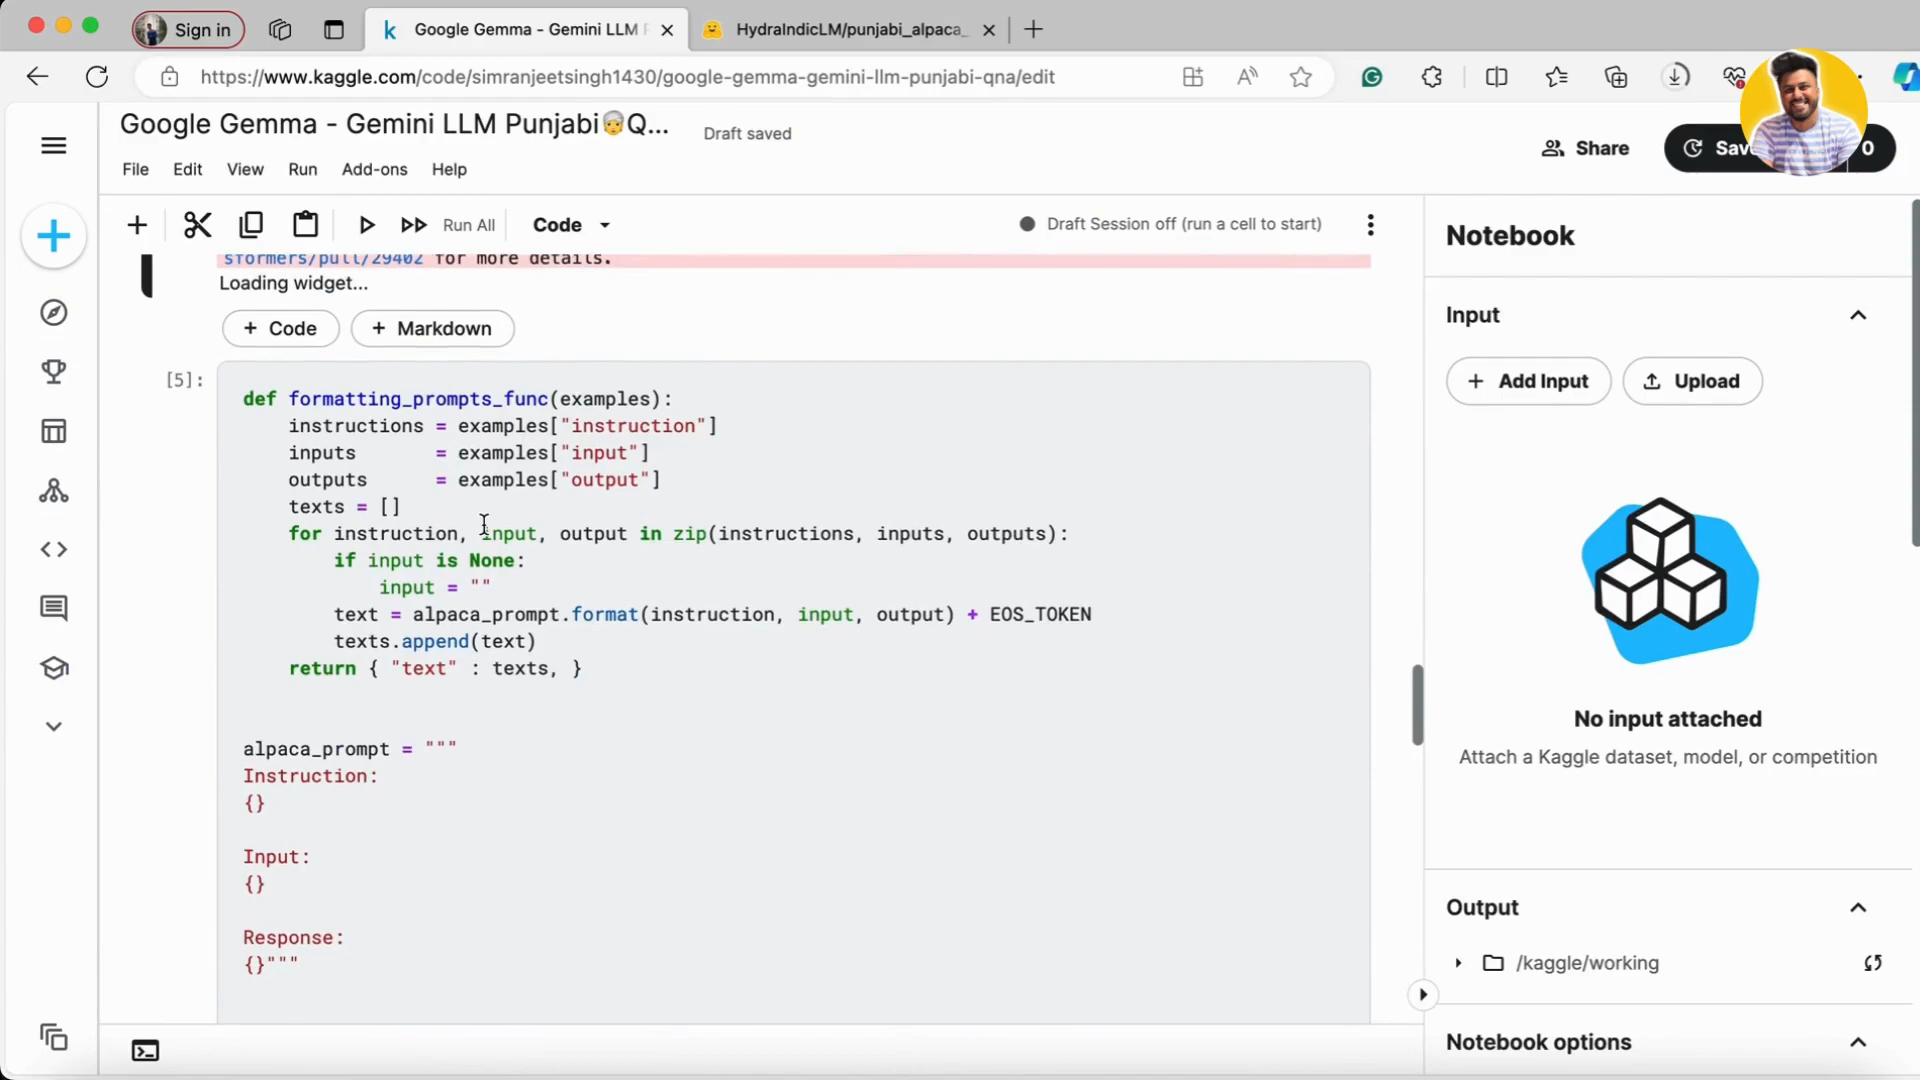 Sign in
Google Gemma - Gemini LLM P
HydraIndicLM/punjabi_alpaca_
https://www.kaggle.com/code/simranjeetsingh1430/google-gemma-gemini-llm-punjabi-qna/edit
Google Gemma - Gemini LLM Punjabi👳Q...
Draft saved
Share
Sav
0
File Edit View Run Add-ons Help
Run All
Code
Draft Session off (run a cell to start)
Notebook
sformers/pull/29402 for more details.
Loading widget...
+ Code
+ Markdown
Input
+ Add Input
Upload
[5]:
def formatting_prompts_func(examples):
    instructions = examples["instruction"]
    inputs       = examples["input"]
    outputs      = examples["output"]
    texts = []
    for instruction, input, output in zip(instructions, inputs, outputs):
        if input is None:
            input = ""
        text = alpaca_prompt.format(instruction, input, output) + EOS_TOKEN
        texts.append(text)
    return { "text" : texts, }
alpaca_prompt = """
Instruction:
{}
Input:
{}
Response:
{}"""
No input attached
Attach a Kaggle dataset, model, or competition
Output
/kaggle/working
Notebook options